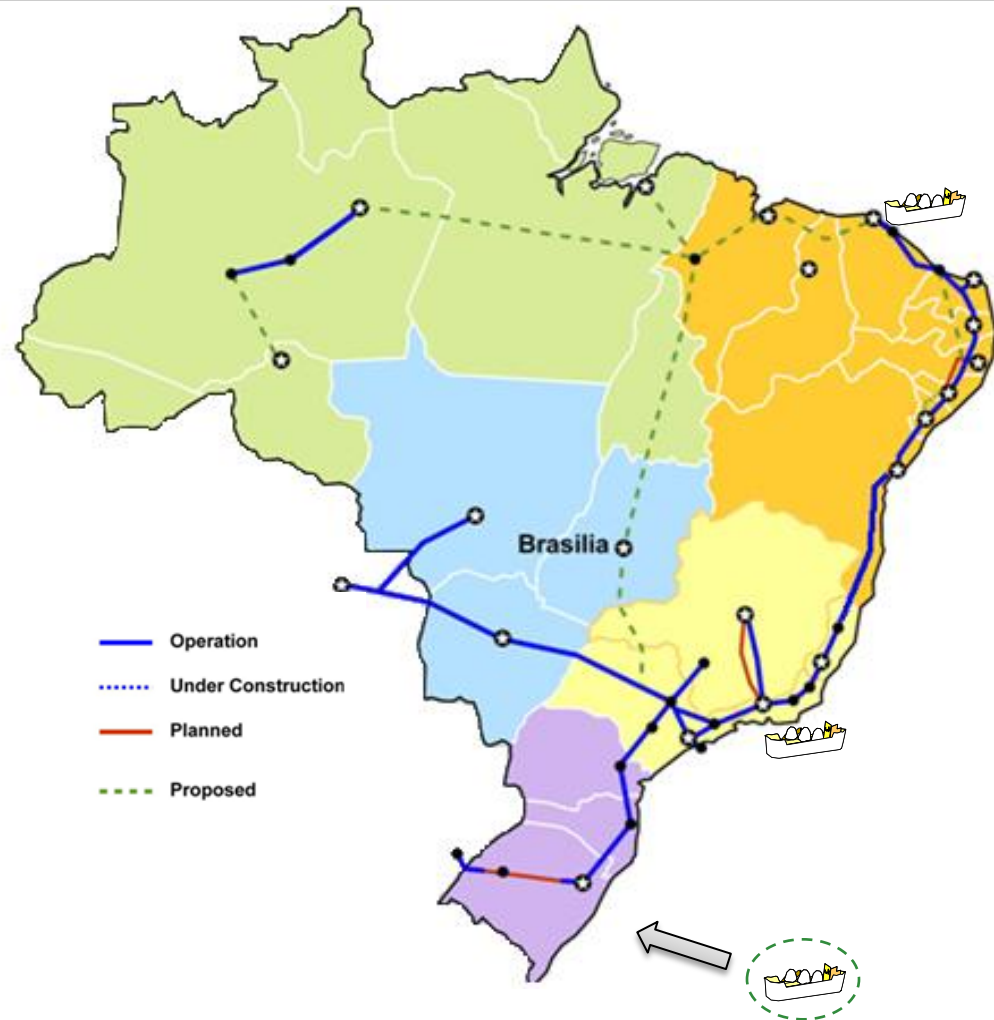 Brasilia
Operation
Under Construction
Planned
Proposed